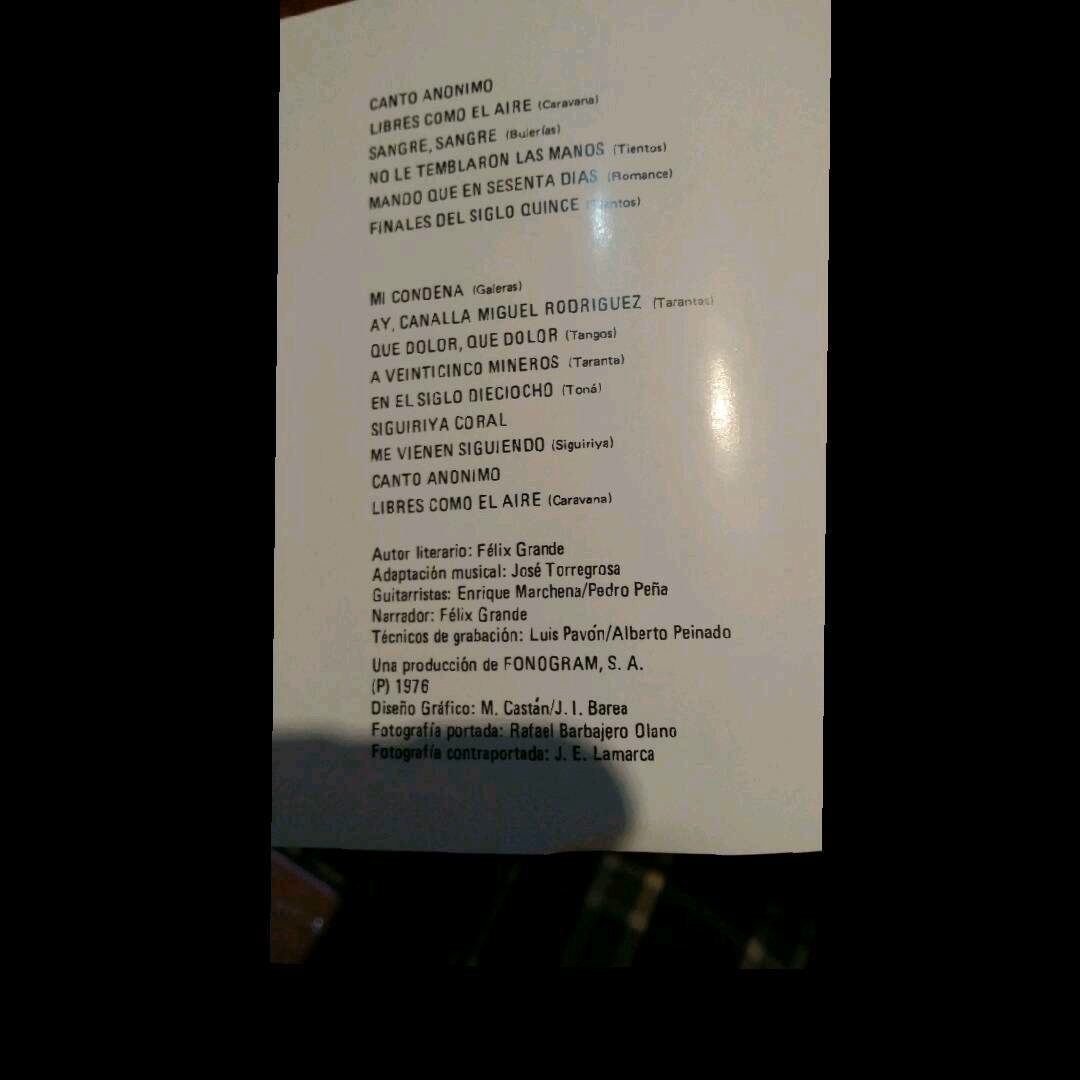 CANTO ANONIMO
LIBRES COMO EL AIRE (Caravana)
SANGRE, SANGRE (Bulerías)
NO LE TEMBLARON LAS MANOS (Tientos)
MANDO QUE EN SESENTA DIAS (Romance)
FINALES DEL SIGLO QUINCE (Tientos)
MI CONDENA (Galeras)
AY, CANALLA MIGUEL RODRIGUEZ (Tarantas)
QUE DOLOR, QUE DOLOR (Tangos)
A VEINTICINCO MINEROS (Taranta)
EN EL SIGLO DIECIOCHO (Toná)
SIGUIRIYA CORAL
ME VIENEN SIGUIENDO (Siguiriya)
CANTO ANONIMO
LIBRES COMO EL AIRE (Caravana)
Autor literario: Félix Grande
Adaptación musical: José Torregrosa
Guitarristas: Enrique Marchena/Pedro Peña
Narrador: Félix Grande
Técnicos de grabación: Luis Pavón/Alberto Peinado
Una producción de FONOGRAM, S. A.
(P) 1976
Diseño Gráfico: M. Castán/J. I. Barea
Fotografía portada: Rafael Barbajero Olano
Fotografía contraportada: J. E. Lamarca